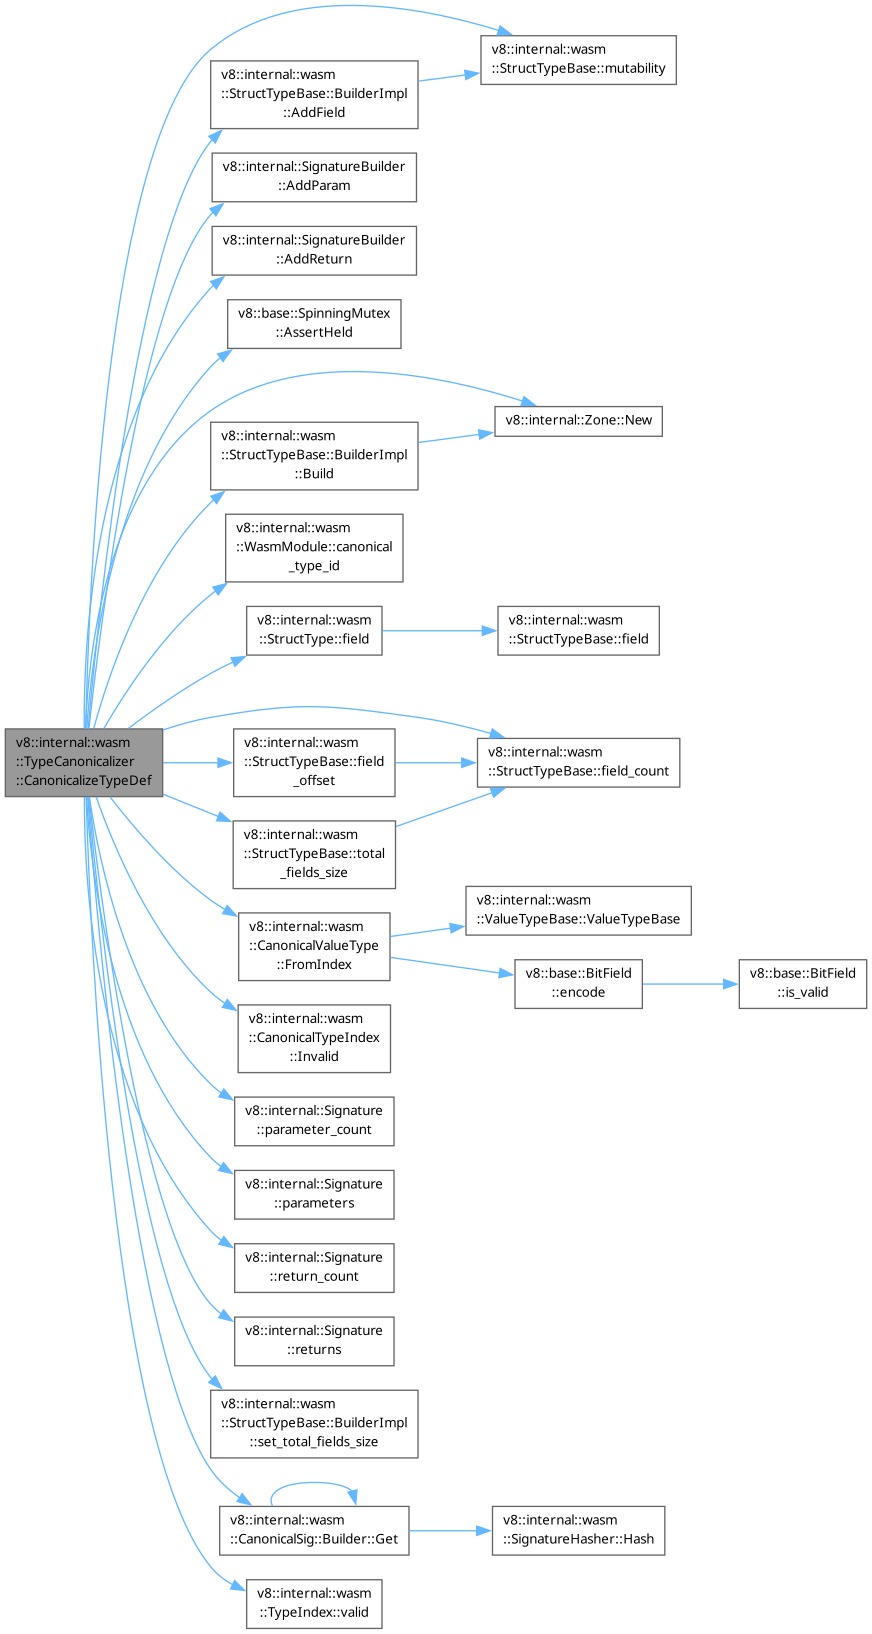 v8::internal::wasm
::StructTypeBase::mutability
v8::internal::wasm
::StructTypeBase::BuilderImpl
::AddField
v8::internal::SignatureBuilder
::AddParam
v8::internal::SignatureBuilder
::AddReturn
v8::base::SpinningMutex
::AssertHeld
v8::internal::Zone::New
v8::internal::wasm
::StructTypeBase::BuilderImpl
::Build
v8::internal::wasm
::WasmModule::canonical
_type_id
v8::internal::wasm
::StructType::field
v8::internal::wasm
::StructTypeBase::field
v8::internal::wasm
::TypeCanonicalizer
::CanonicalizeTypeDef
v8::internal::wasm
::StructTypeBase::field
_offset
v8::internal::wasm
::StructTypeBase::field_count
v8::internal::wasm
::StructTypeBase::total
_fields_size
v8::internal::wasm
::ValueTypeBase::ValueTypeBase
v8::internal::wasm
::CanonicalValueType
::FromIndex
v8::base::BitField
::encode
v8::base::BitField
::is_valid
v8::internal::wasm
::CanonicalTypeIndex
::Invalid
v8::internal::Signature
::parameter_count
v8::internal::Signature
::parameters
v8::internal::Signature
::return_count
v8::internal::Signature
::returns
v8::internal::wasm
::StructTypeBase::BuilderImpl
::set_total_fields_size
v8::internal::wasm
::CanonicalSig::Builder::Get
v8::internal::wasm
::SignatureHasher::Hash
v8::internal::wasm
::TypeIndex::valid